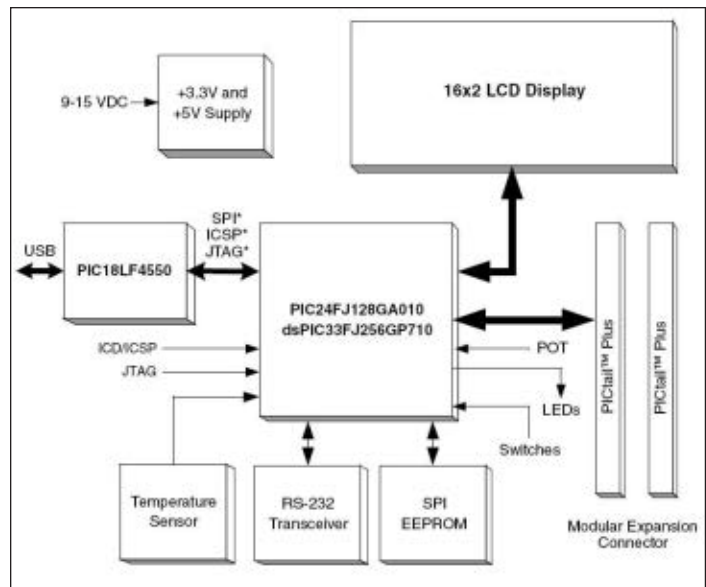 9-15 VDC
+3.3V and
+5V Supply
16x2 LCD Display
USB
PIC18LF4550
SPI*
ICSP*
JTAG*
PIC24FJ128GA010
dsPIC33FJ256GP710
ICD/ICSP
JTAG
POT
LEDs
Switches
PICtail™ Plus
PICtail™ Plus
Temperature
Sensor
RS-232
Transceiver
SPI
EEPROM
Modular Expansion
Connector